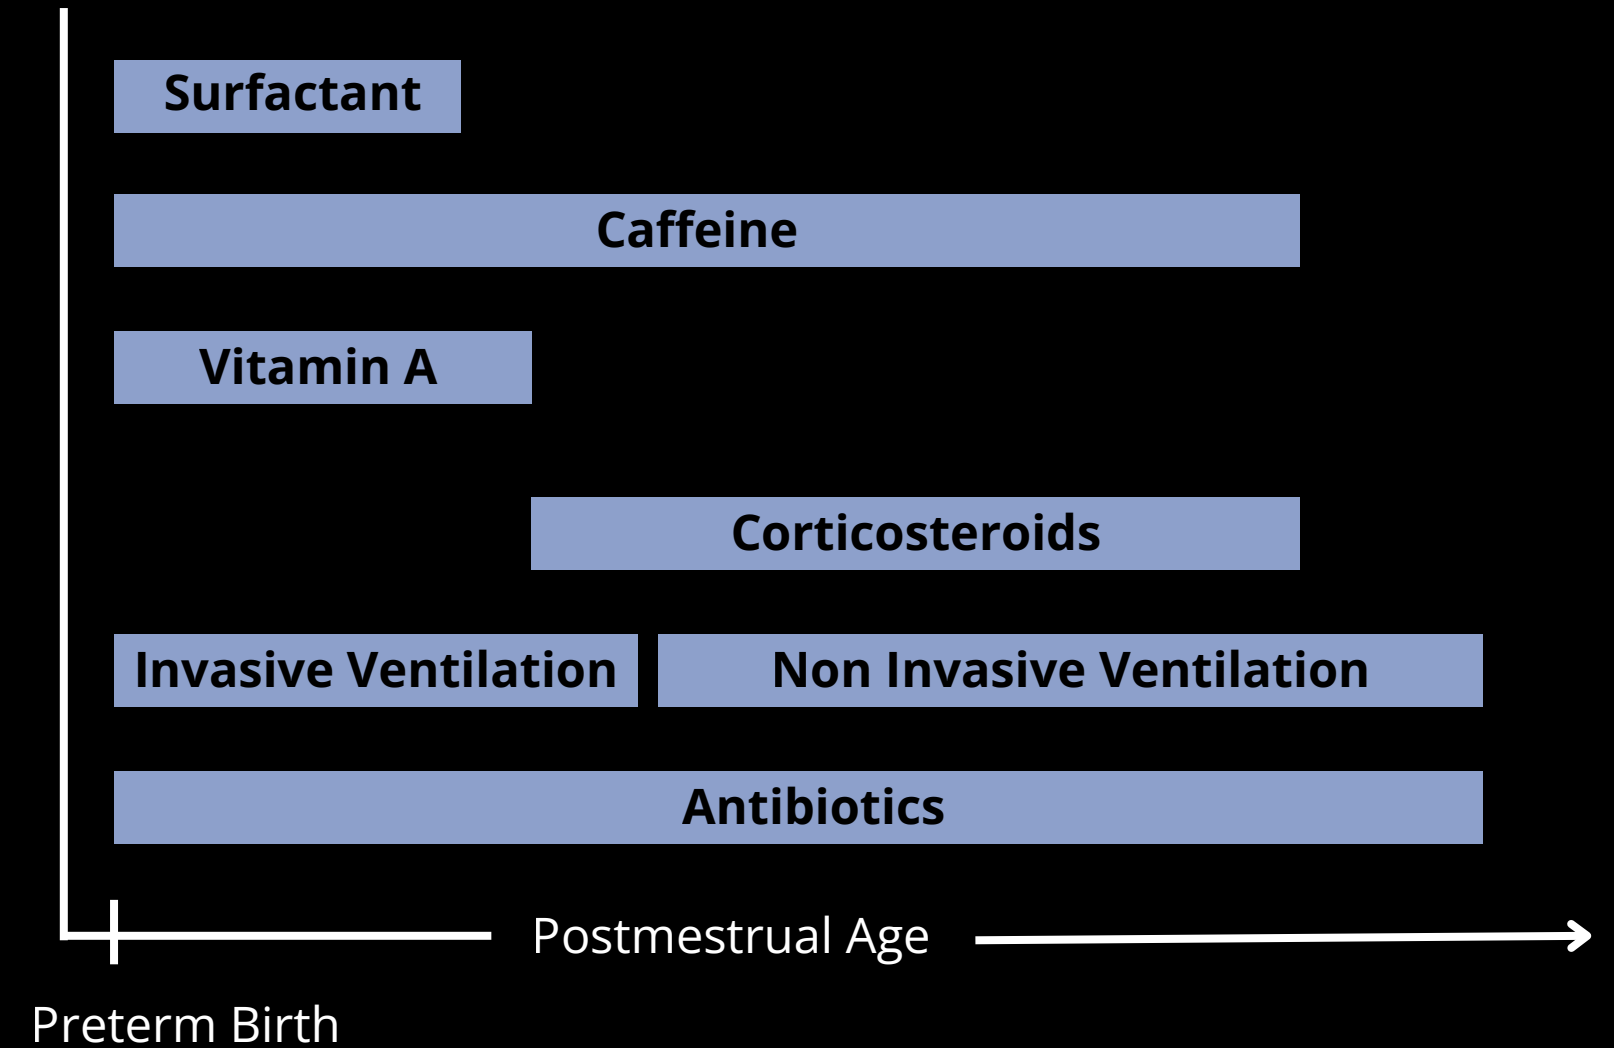 Surfactant
Caffeine
Vitamin A
Corticosteroids
Invasive Ventilation
Non Invasive Ventilation
Antibiotics
Postmestrual Age
Preterm Birth